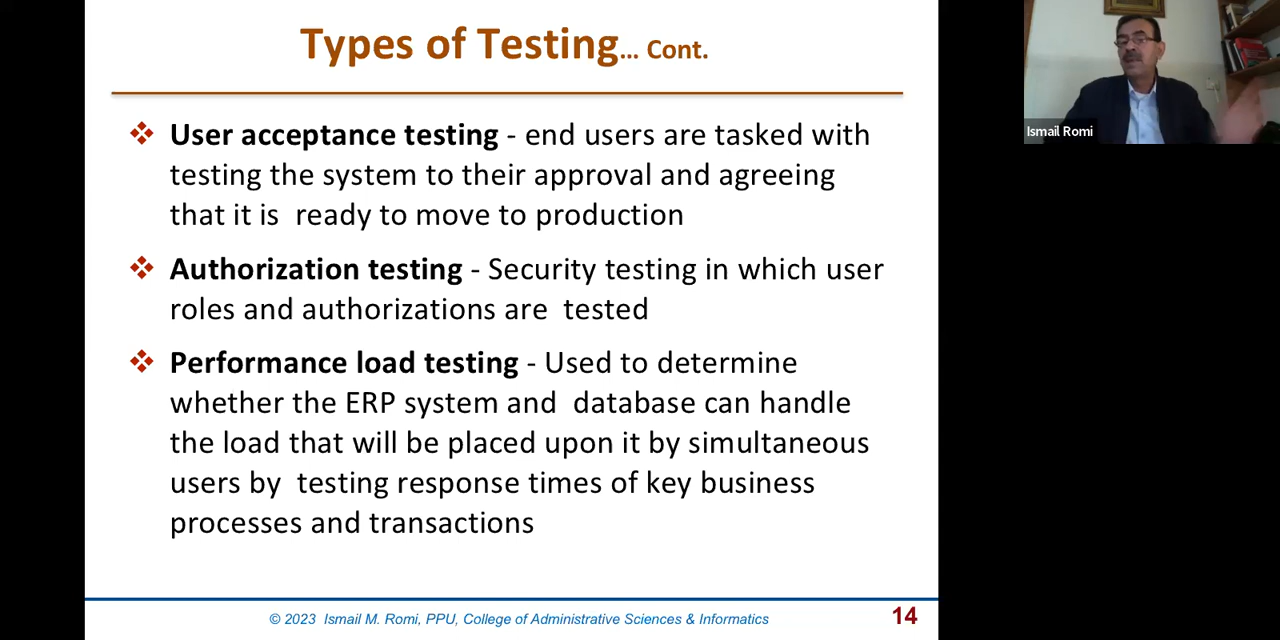 Types of Testing... Cont.
❖ User acceptance testing - end users are tasked with
testing the system to their approval and agreeing
that it is  ready to move to production
❖ Authorization testing - Security testing in which user
roles and authorizations are  tested
❖ Performance load testing - Used to determine
whether the ERP system and  database can handle
the load that will be placed upon it by simultaneous
users by  testing response times of key business
processes and transactions
© 2023  Ismail M. Romi, PPU, College of Administrative Sciences & Informatics
14
Ismail Romi